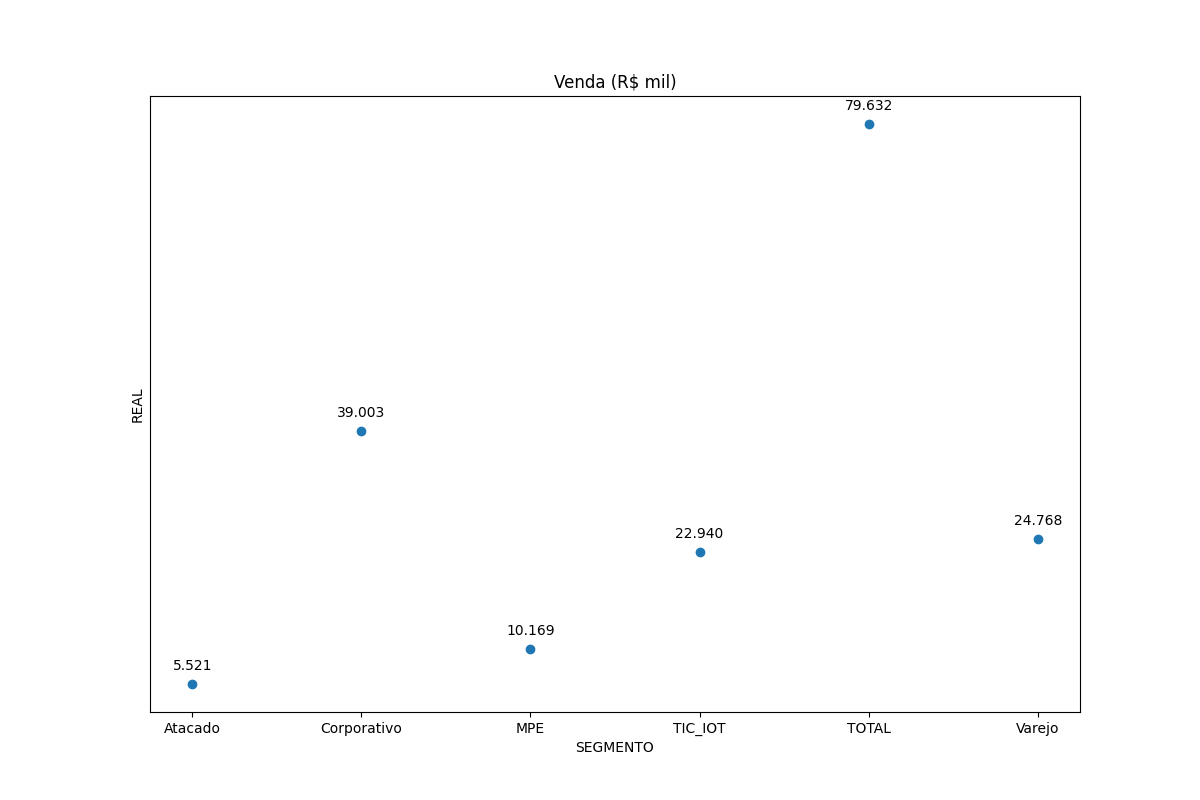 Venda (R$ mil)
79.632
39.003
24.768
22.940
10.169
5.521
REAL
Atacado Corporativo MPE TIC_IOT TOTAL Varejo
SEGMENTO